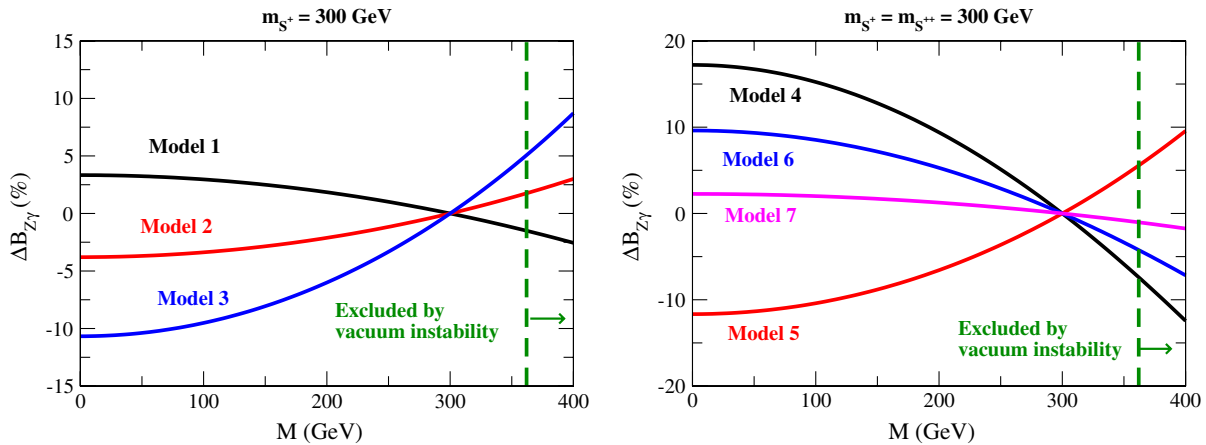 m_{S^+} = 300 GeV
15
10
5
0
-5
-10
-15
ΔB_{Zγ} (%)
Model 1
Model 2
Model 3
Excluded by
vacuum instability
0
100
200
300
400
M (GeV)
m_{S^+} = m_{S^{++}} = 300 GeV
20
10
0
-10
-20
ΔB_{Zγ} (%)
Model 4
Model 6
Model 7
Model 5
Excluded by
vacuum instability
0
100
200
300
400
M (GeV)